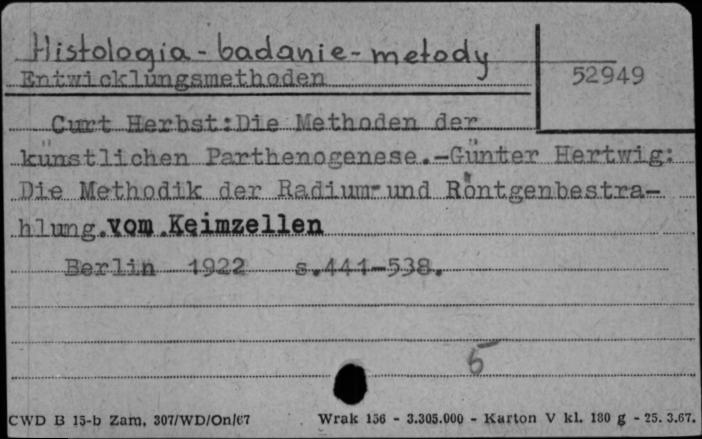 Histologia - badanie - metody
Entwicklungsmethoden
52949
Curt Herbst:Die Methoden der
künstlichen Parthenogenese.-Günter Hertwig:
Die Methodik der Radium-und Röntgenbestra-
hlung.vom.Keimzellen
Berlin 1922 s.441-538.
5
CWD B 15-b Zam. 307/WD/On/67 Wrak 156 - 3.305.000 - Karton V kl. 180 g - 25.3.67.